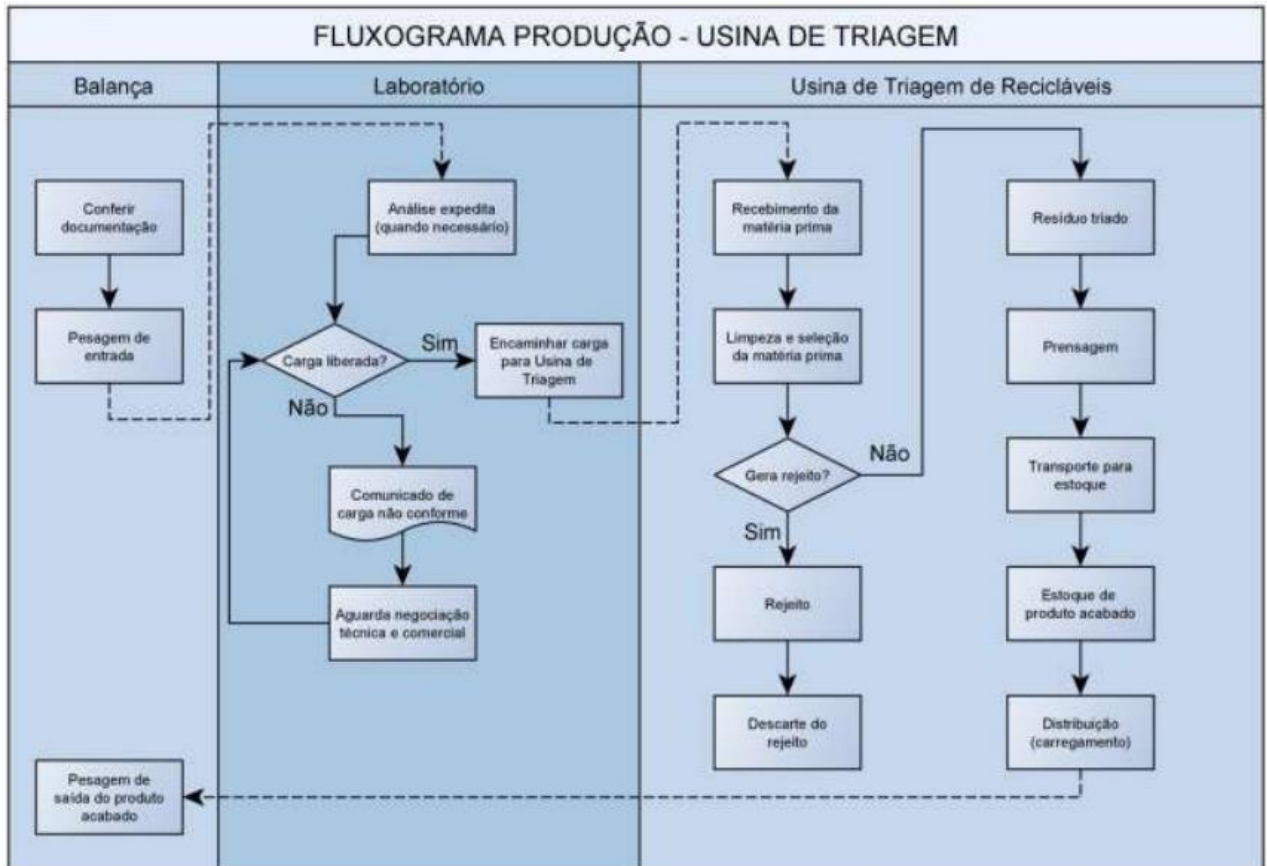 FLUXOGRAMA PRODUÇÃO - USINA DE TRIAGEM
Balança
Laboratório
Usina de Triagem de Recicláveis
Conferir
documentação
Pesagem de
entrada
Análise expedita
(quando necessário)
Carga liberada?
Sim
Encaminhar carga
para Usina de
Triagem
Não
Comunicado de
carga não conforme
Aguarda negociação
técnica e comercial
Recebimento da
matéria prima
Limpeza e seleção
da matéria prima
Gera rejeito?
Não
Sim
Rejeito
Descarte do
rejeito
Resíduo triado
Prensagem
Transporte para
estoque
Estoque de
produto acabado
Distribuição
(carregamento)
Pesagem de
saída do produto
acabado